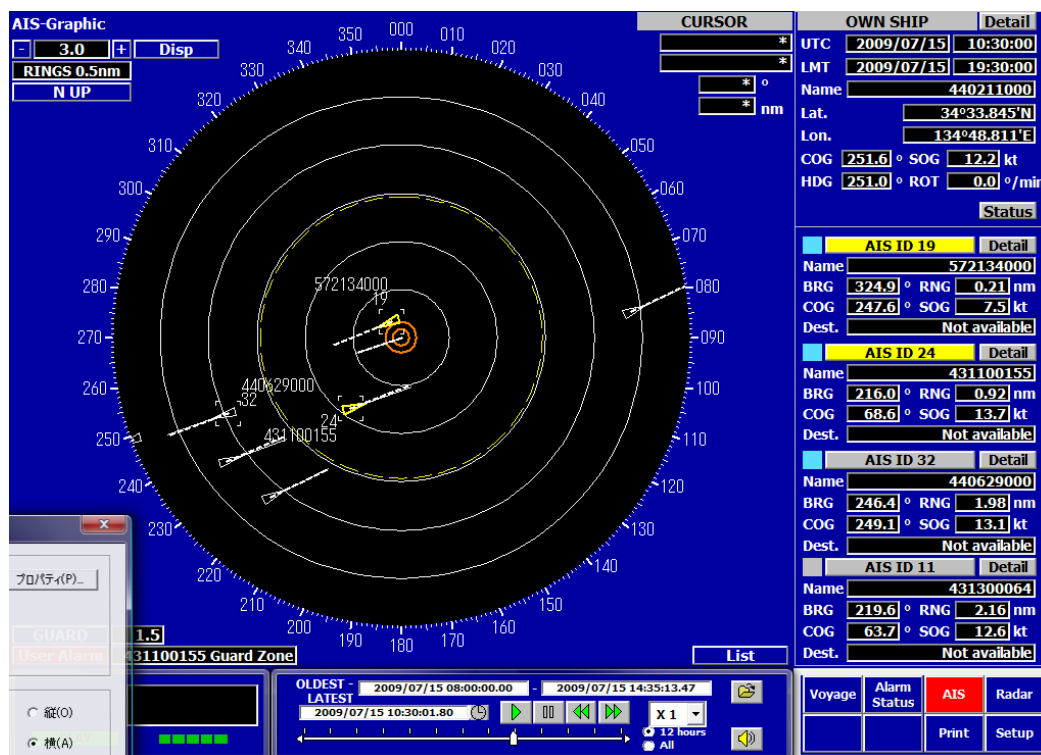 AIS-Graphic
- 3.0 + Disp
RINGS 0.5nm
N UP
000
020
030
040
050
060
070
080
090
100
110
120
130
140
150
160
170
180
190
200
210
220
230
240
250
260
270
280
290
300
310
320
330
340
350
572134000
19
440629000
32
24
431100155
CURSOR
*
*
* °
* nm
OWN SHIP Detail
UTC 2009/07/15 10:30:00
LMT 2009/07/15 19:30:00
Name 440211000
Lat. 34°33.845'N
Lon. 134°48.811'E
COG 251.6 ° SOG 12.2 kt
HDG 251.0 ° ROT 0.0 °/min
Status
AIS ID 19 Detail
Name 572134000
BRG 324.9 ° RNG 0.21 nm
COG 247.6 ° SOG 7.5 kt
Dest. Not available
AIS ID 24 Detail
Name 431100155
BRG 216.0 ° RNG 0.92 nm
COG 68.6 ° SOG 13.7 kt
Dest. Not available
AIS ID 32 Detail
Name 440629000
BRG 246.4 ° RNG 1.98 nm
COG 249.1 ° SOG 13.1 kt
Dest. Not available
AIS ID 11 Detail
Name 431300064
BRG 219.6 ° RNG 2.16 nm
COG 63.7 ° SOG 12.6 kt
Dest. Not available
x
プロパティ(P)...
GUARD 1.5
User Alarm 431100155 Guard Zone
List
縦(O)
横(A)
OLDEST - LATEST 2009/07/15 08:00:00.00 - 2009/07/15 14:35:13.47
2009/07/15 10:30:01.80
X 1
12 hours
All
Voyage Alarm Status AIS Radar
Print Setup